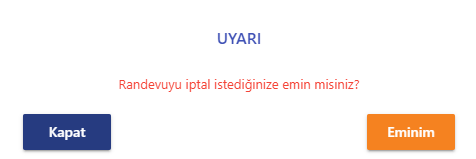 UYARI
Randevuyu iptal istediğinize emin misiniz?
Kapat
Eminim